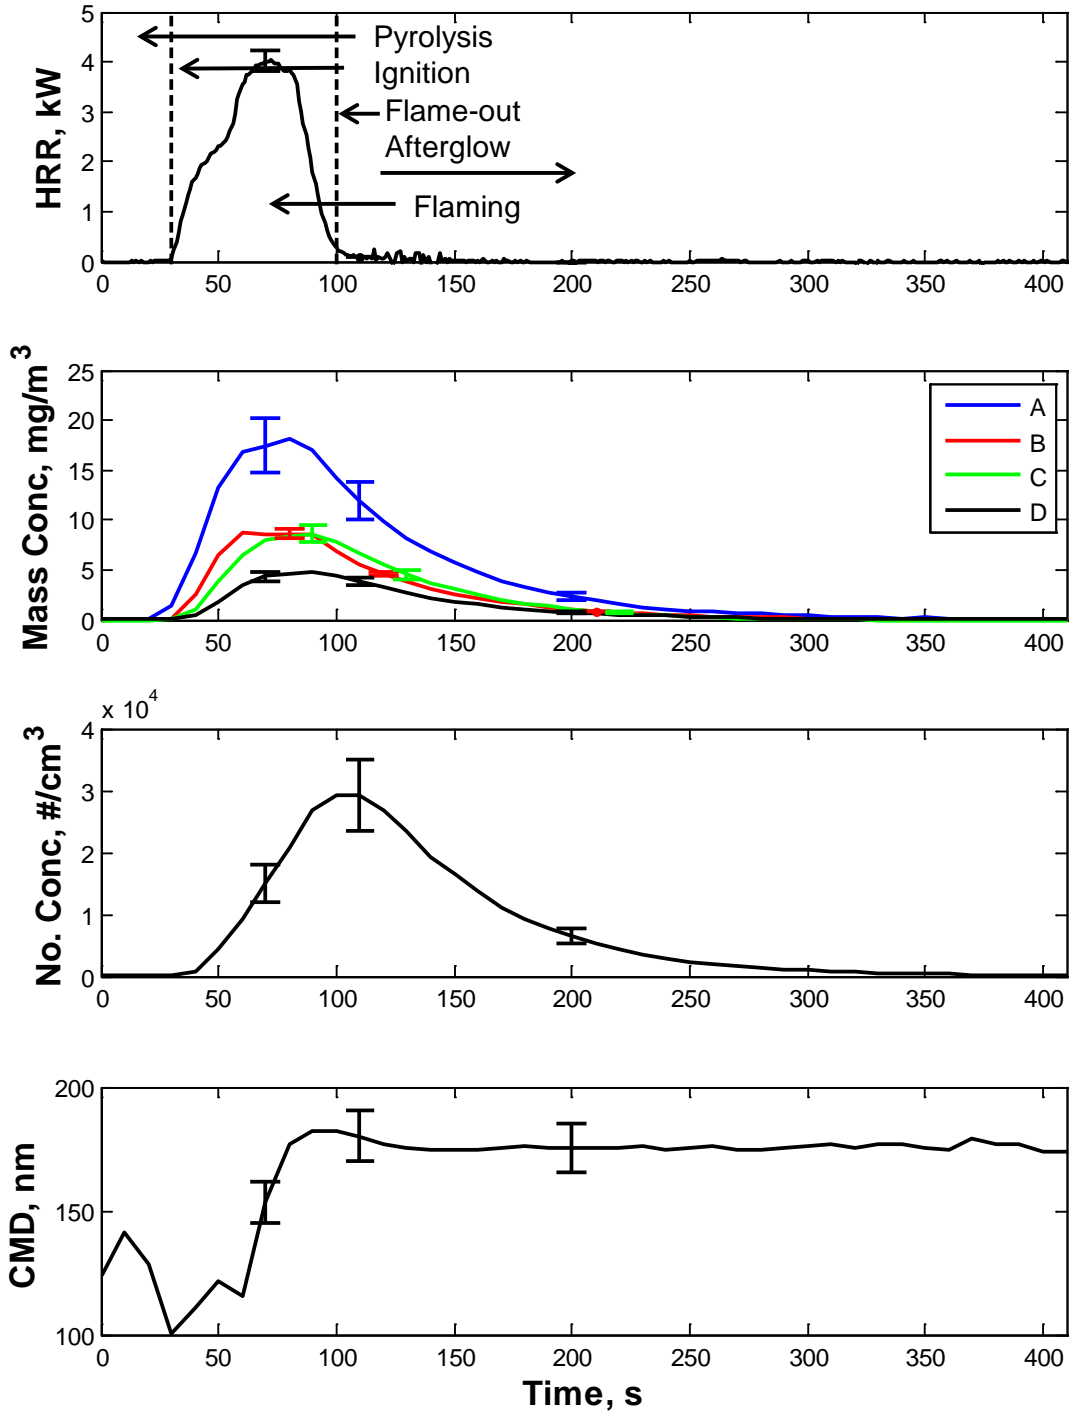 5
4
3
2
1
0
HRR, kW
Pyrolysis
Ignition
Flame-out
Afterglow
Flaming
0 50 100 150 200 250 300 350 400
25
20
15
10
5
0
Mass Conc, mg/m³
A
B
C
D
0 50 100 150 200 250 300 350 400
x 10⁴
4
3
2
1
0
No. Conc, #/cm³
0 50 100 150 200 250 300 350 400
200
150
100
CMD, nm
0 50 100 150 200 250 300 350 400
Time, s